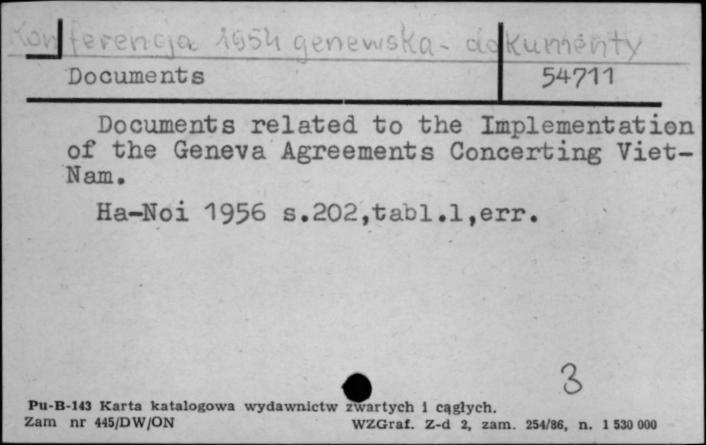 Konferencja 1954 genewska - dokumenty
Documents 54711
Documents related to the Implementation
of the Geneva Agreements Concerting Viet-
Nam.
Ha-Noi 1956 s.202,tabl.1,err.
3
Pu-B-143 Karta katalogowa wydawnictw zwartych i ciągłych.
Zam nr 445/DW/ON WZGraf. Z-d 2, zam. 254/86, n. 1 530 000